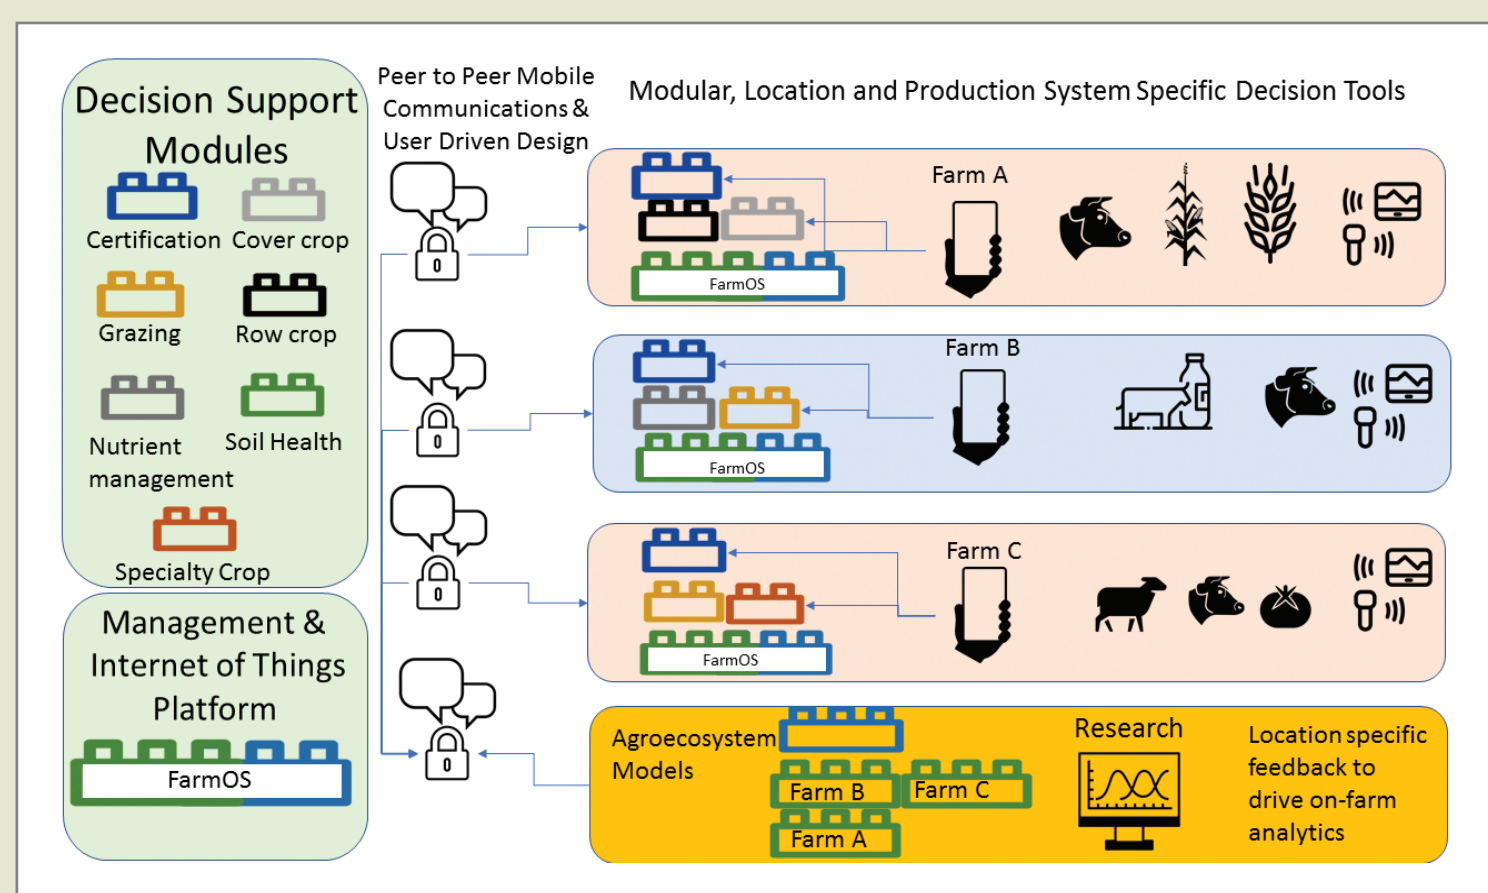 Decision Support
Modules
Certification
Cover crop
Grazing
Row crop
Nutrient
management
Soil Health
Specialty Crop
Management &
Internet of Things
Platform
FarmOS
Peer to Peer Mobile
Communications &
User Driven Design
Modular, Location and Production System Specific Decision Tools
Farm A
FarmOS
Farm B
FarmOS
Farm C
FarmOS
Agroecosystem
Models
Farm B
Farm C
Farm A
Research
Location specific
feedback to
drive on-farm
analytics